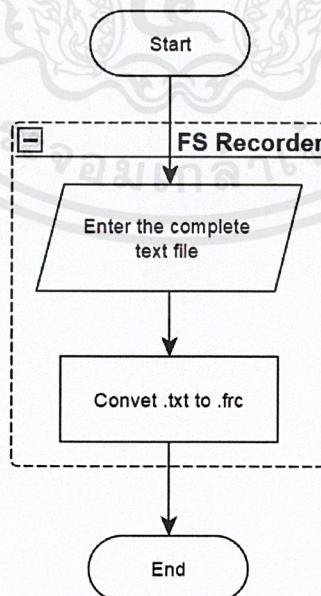 Start
FS Recorder
Enter the complete
text file
Convet .txt to .frc
End